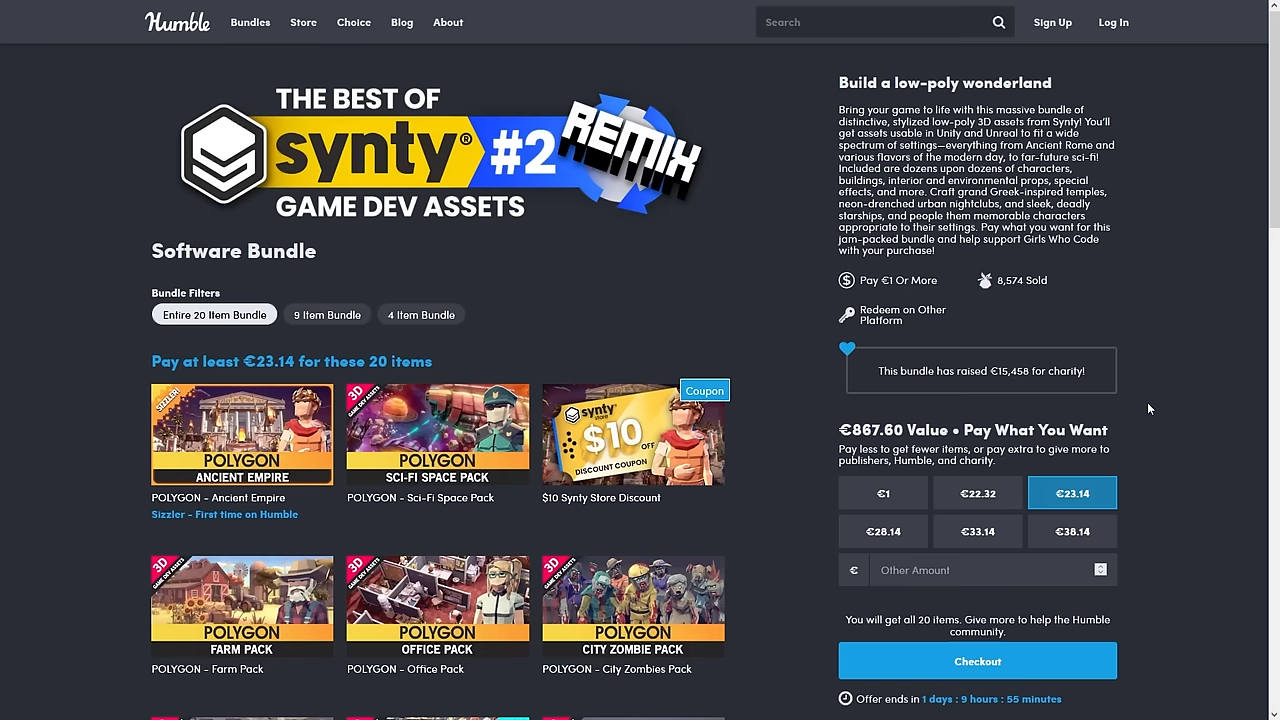 Humble
Bundles
Store
Choice
Blog
About
Search
Sign Up
Log In
THE BEST OF
synty® #2 REMIX
GAME DEV ASSETS
Software Bundle
Bundle Filters
Entire 20 Item Bundle
9 Item Bundle
4 Item Bundle
Pay at least €23.14 for these 20 items
SIZZLER!
POLYGON
ANCIENT EMPIRE
POLYGON - Ancient Empire
Sizzler - First time on Humble
3D
GAME DEV ASSETS
POLYGON
SCI-FI SPACE PACK
POLYGON - Sci-Fi Space Pack
Coupon
synty
store
$10 OFF
DISCOUNT COUPON
$10 Synty Store Discount
3D
GAME DEV ASSETS
POLYGON
FARM PACK
POLYGON - Farm Pack
3D
GAME DEV ASSETS
POLYGON
OFFICE PACK
POLYGON - Office Pack
3D
GAME DEV ASSETS
POLYGON
CITY ZOMBIE PACK
POLYGON - City Zombies Pack
Build a low-poly wonderland
Bring your game to life with this massive bundle of
distinctive, stylized low-poly 3D assets from Synty! You'll
get assets usable in Unity and Unreal to fit a wide
spectrum of settings—everything from Ancient Rome and
various flavors of the modern day, to far-future sci-fi!
Included are dozens upon dozens of characters,
buildings, interior and environmental props, special
effects, and more. Craft grand Greek-inspired temples,
neon-drenched urban nightclubs, and sleek, deadly
starships, and people them memorable characters
appropriate to their settings. Pay what you want for this
jam-packed bundle and help support Girls Who Code
with your purchase!
Pay €1 Or More
8,574 Sold
Redeem on Other
Platform
This bundle has raised €15,458 for charity!
€867.60 Value • Pay What You Want
Pay less to get fewer items, or pay extra to give more to
publishers, Humble, and charity.
€1
€22.32
€23.14
€28.14
€33.14
€38.14
€
Other Amount
You will get all 20 items. Give more to help the Humble
community.
Checkout
Offer ends in 1 days : 9 hours : 55 minutes